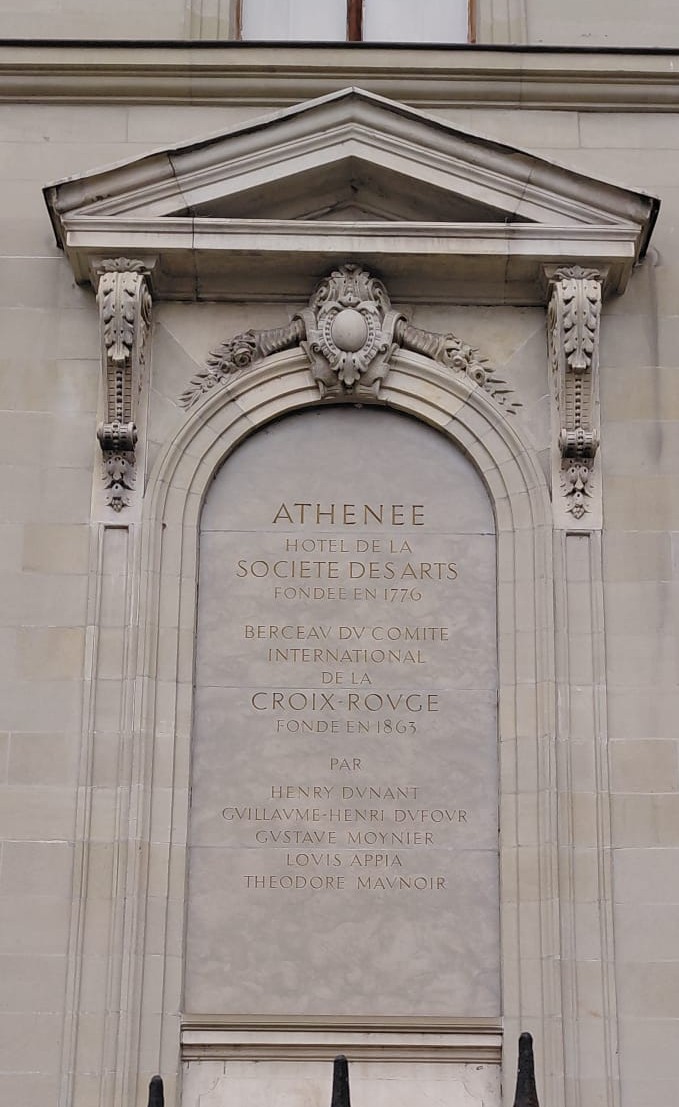 ATHENEE
HOTEL DE LA
SOCIETE DES ARTS
FONDEE EN 1776
BERCEAV DV COMITE
INTERNATIONAL
DE LA
CROIX-ROVGE
FONDE EN 1863
PAR
HENRY DVNANT
GVILLAVME-HENRI DVFOVR
GVSTAVE MOYNIER
LOVIS APPIA
THEODORE MAVNOIR